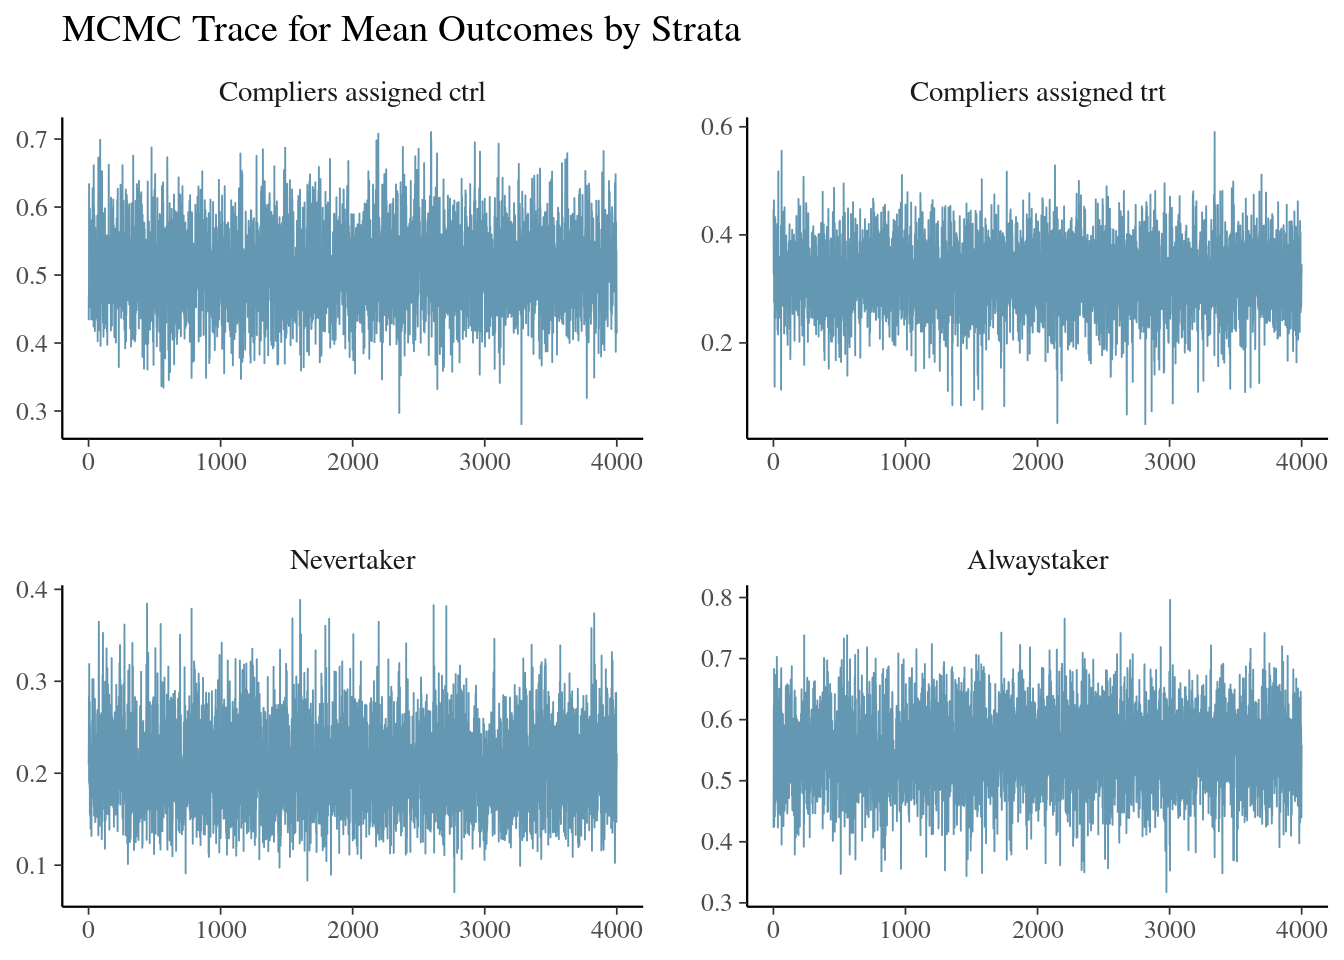 MCMC Trace for Mean Outcomes by Strata
Compliers assigned ctrl
0.7
0.6
0.5
0.4
0.3
0 1000 2000 3000 4000
Compliers assigned trt
0.6
0.4
0.2
0 1000 2000 3000 4000
Nevertaker
0.4
0.3
0.2
0.1
0 1000 2000 3000 4000
Alwaystaker
0.8
0.7
0.6
0.5
0.4
0.3
0 1000 2000 3000 4000